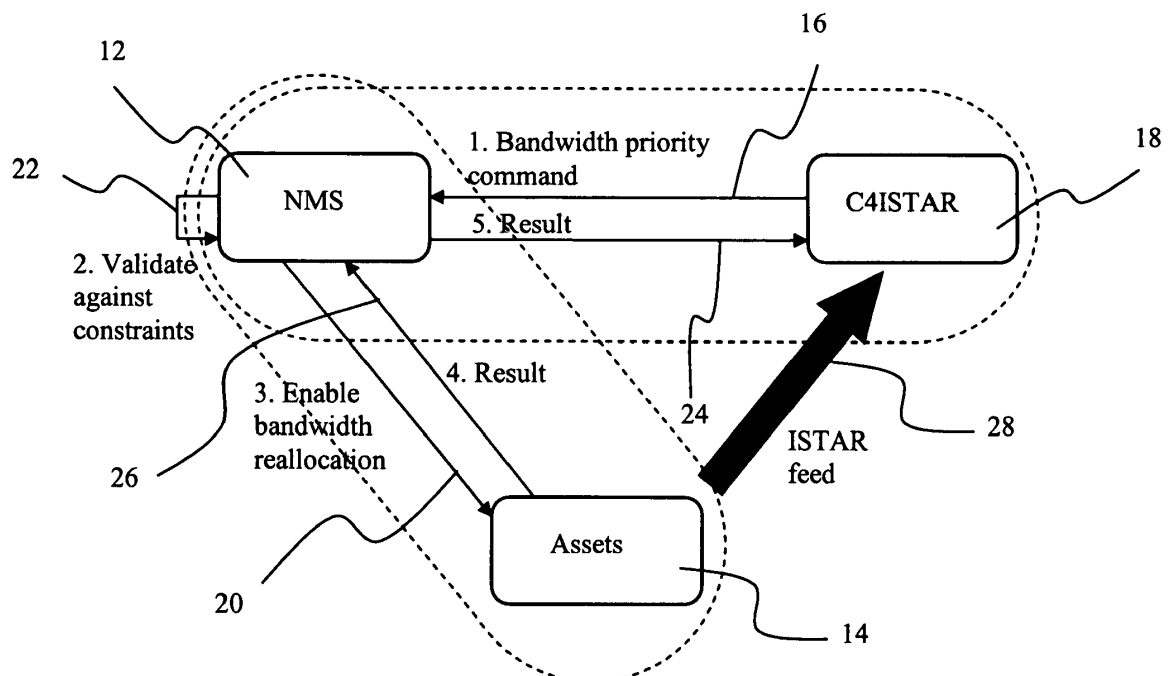 12
16
22
1. Bandwidth priority
command
18
NMS
C4ISTAR
5. Result
2. Validate
against
constraints
4. Result
3. Enable
bandwidth
reallocation
24
28
ISTAR
feed
26
Assets
20
14